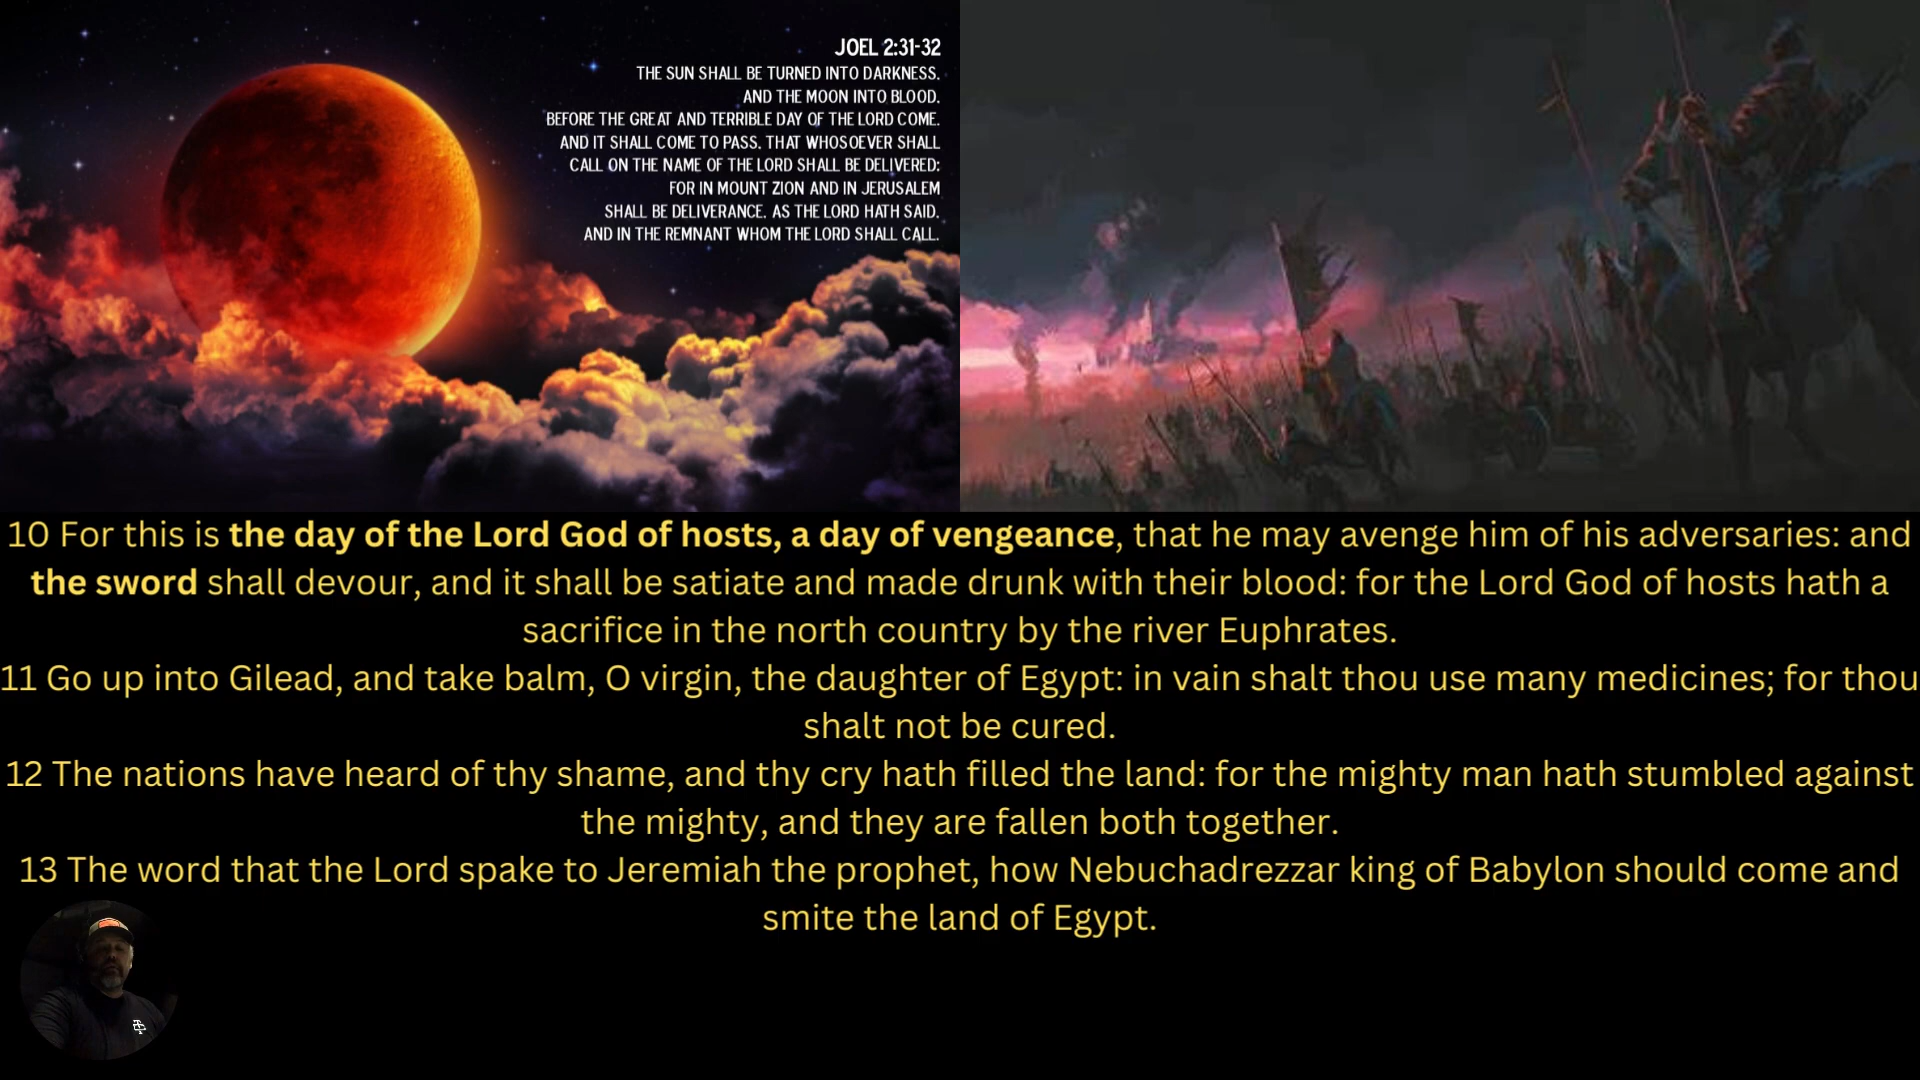 JOEL 2:31-32
THE SUN SHALL BE TURNED INTO DARKNESS,
AND THE MOON INTO BLOOD,
BEFORE THE GREAT AND TERRIBLE DAY OF THE LORD COME.
AND IT SHALL COME TO PASS, THAT WHOSOEVER SHALL
CALL ON THE NAME OF THE LORD SHALL BE DELIVERED:
FOR IN MOUNT ZION AND IN JERUSALEM
SHALL BE DELIVERANCE, AS THE LORD HATH SAID,
AND IN THE REMNANT WHOM THE LORD SHALL CALL.
10 For this is the day of the Lord God of hosts, a day of vengeance, that he may avenge him of his adversaries: and
the sword shall devour, and it shall be satiate and made drunk with their blood: for the Lord God of hosts hath a
sacrifice in the north country by the river Euphrates.
11 Go up into Gilead, and take balm, O virgin, the daughter of Egypt: in vain shalt thou use many medicines; for thou
shalt not be cured.
12 The nations have heard of thy shame, and thy cry hath filled the land: for the mighty man hath stumbled against
the mighty, and they are fallen both together.
13 The word that the Lord spake to Jeremiah the prophet, how Nebuchadrezzar king of Babylon should come and
smite the land of Egypt.